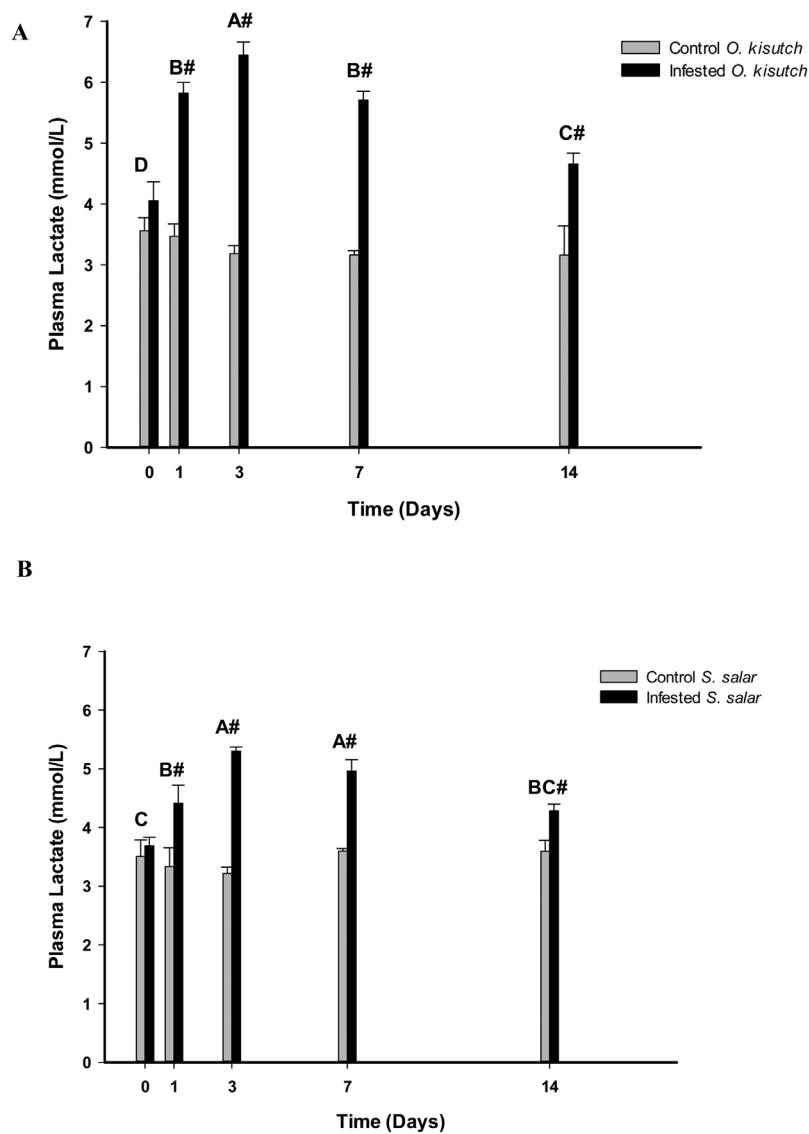 A
Control O. kisutch
Infested O. kisutch
Plasma Lactate (mmol/L)
7
6
5
4
3
2
1
0
D
B#
A#
B#
C#
0 1 3 7 14
Time (Days)
B
Control S. salar
Infested S. salar
Plasma Lactate (mmol/L)
7
6
5
4
3
2
1
0
C
B#
A#
A#
BC#
0 1 3 7 14
Time (Days)